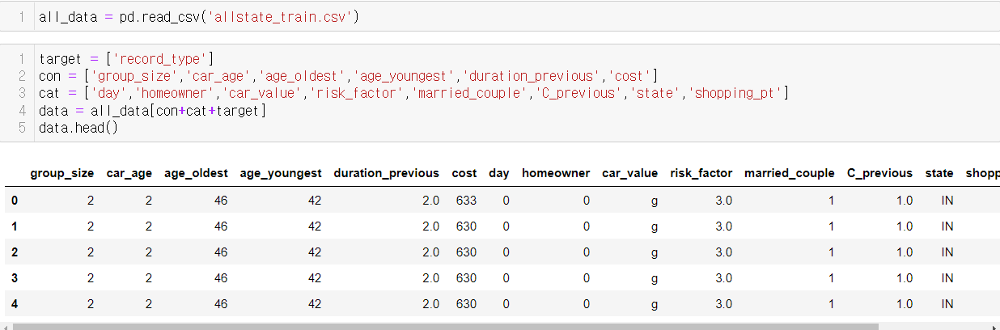 1 all_data = pd.read_csv('allstate_train.csv')
1 target = ['record_type']
2 con = ['group_size','car_age','age_oldest','age_youngest','duration_previous','cost']
3 cat = ['day','homeowner','car_value','risk_factor','married_couple','C_previous','state','shopping_pt']
4 data = all_data[con+cat+target]
5 data.head()
group_size car_age age_oldest age_youngest duration_previous cost day homeowner car_value risk_factor married_couple C_previous state shopp
0 2 2 46 42 2.0 633 0 0 g 3.0 1 1.0 IN
1 2 2 46 42 2.0 630 0 0 g 3.0 1 1.0 IN
2 2 2 46 42 2.0 630 0 0 g 3.0 1 1.0 IN
3 2 2 46 42 2.0 630 0 0 g 3.0 1 1.0 IN
4 2 2 46 42 2.0 630 0 0 g 3.0 1 1.0 IN